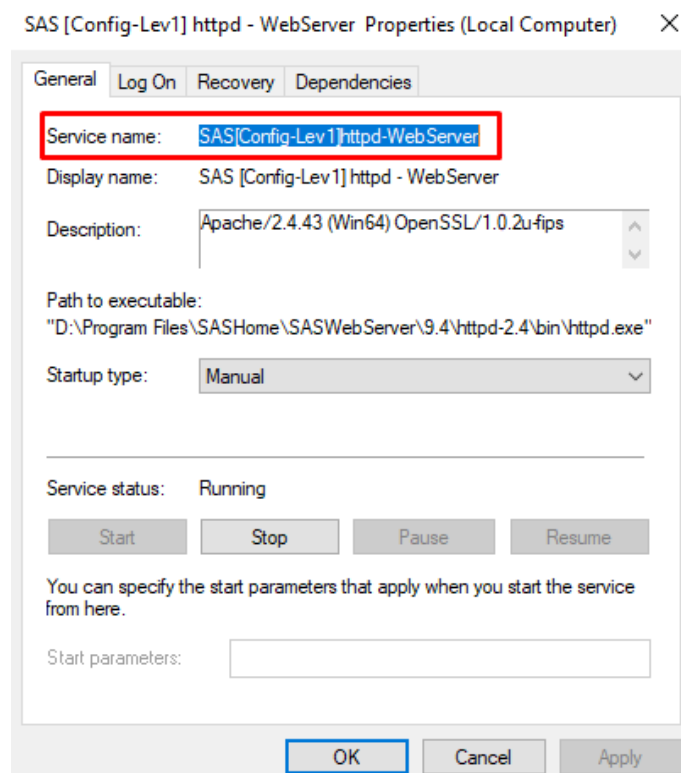 SAS [Config-Lev1] httpd - WebServer Properties (Local Computer)
General Log On Recovery Dependencies
Service name: SAS[Config-Lev1]httpd-WebServer
Display name: SAS [Config-Lev1] httpd - WebServer
Description: Apache/2.4.43 (Win64) OpenSSL/1.0.2u-fips
Path to executable:
"D:\Program Files\SASHome\SASWebServer\9.4\httpd-2.4\bin\httpd.exe"
Startup type: Manual
Service status: Running
Start Stop Pause Resume
You can specify the start parameters that apply when you start the service
from here.
Start parameters:
OK Cancel Apply